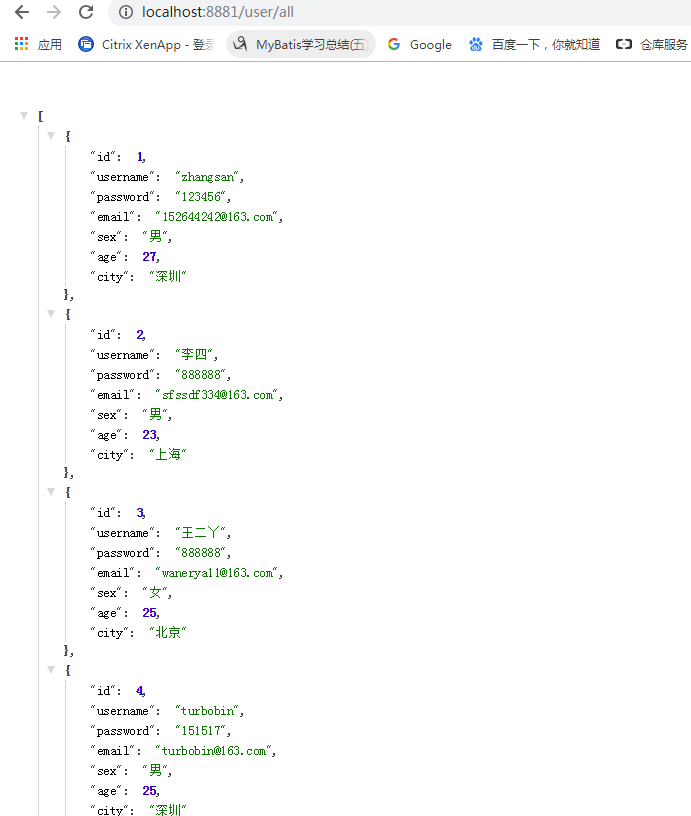 localhost:8881/user/all
应用 Citrix XenApp - 登录 MyBatis学习总结(五) Google 百度一下，你就知道 仓库服务
[
{
"id": 1,
"username": "zhangsan",
"password": "123456",
"email": "152644242@163.com",
"sex": "男",
"age": 27,
"city": "深圳"
},
{
"id": 2,
"username": "李四",
"password": "888888",
"email": "sfssdf334@163.com",
"sex": "男",
"age": 23,
"city": "上海"
},
{
"id": 3,
"username": "王二丫",
"password": "888888",
"email": "wanerya11@163.com",
"sex": "女",
"age": 25,
"city": "北京"
},
{
"id": 4,
"username": "turbobin",
"password": "151517",
"email": "turbobin@163.com",
"sex": "男",
"age": 25,
"city": "深圳"